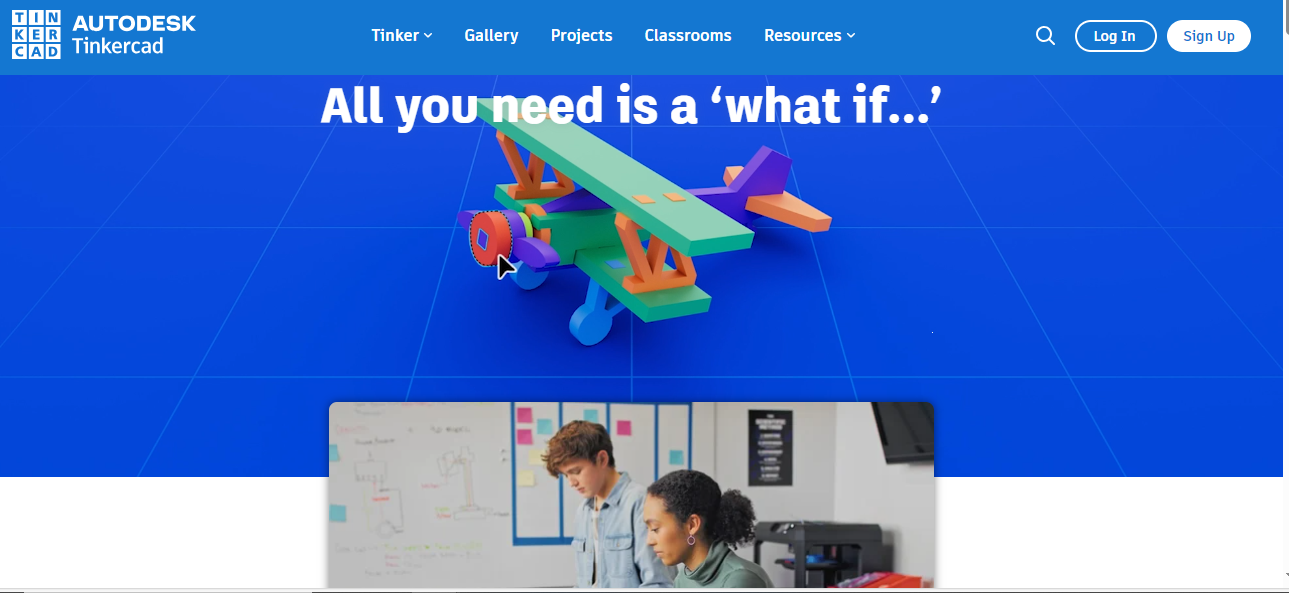 TIN
KER
CAD
AUTODESK
Tinkercad
Tinker
Gallery
Projects
Classrooms
Resources
Log In
Sign Up
All you need is a ‘what if...’